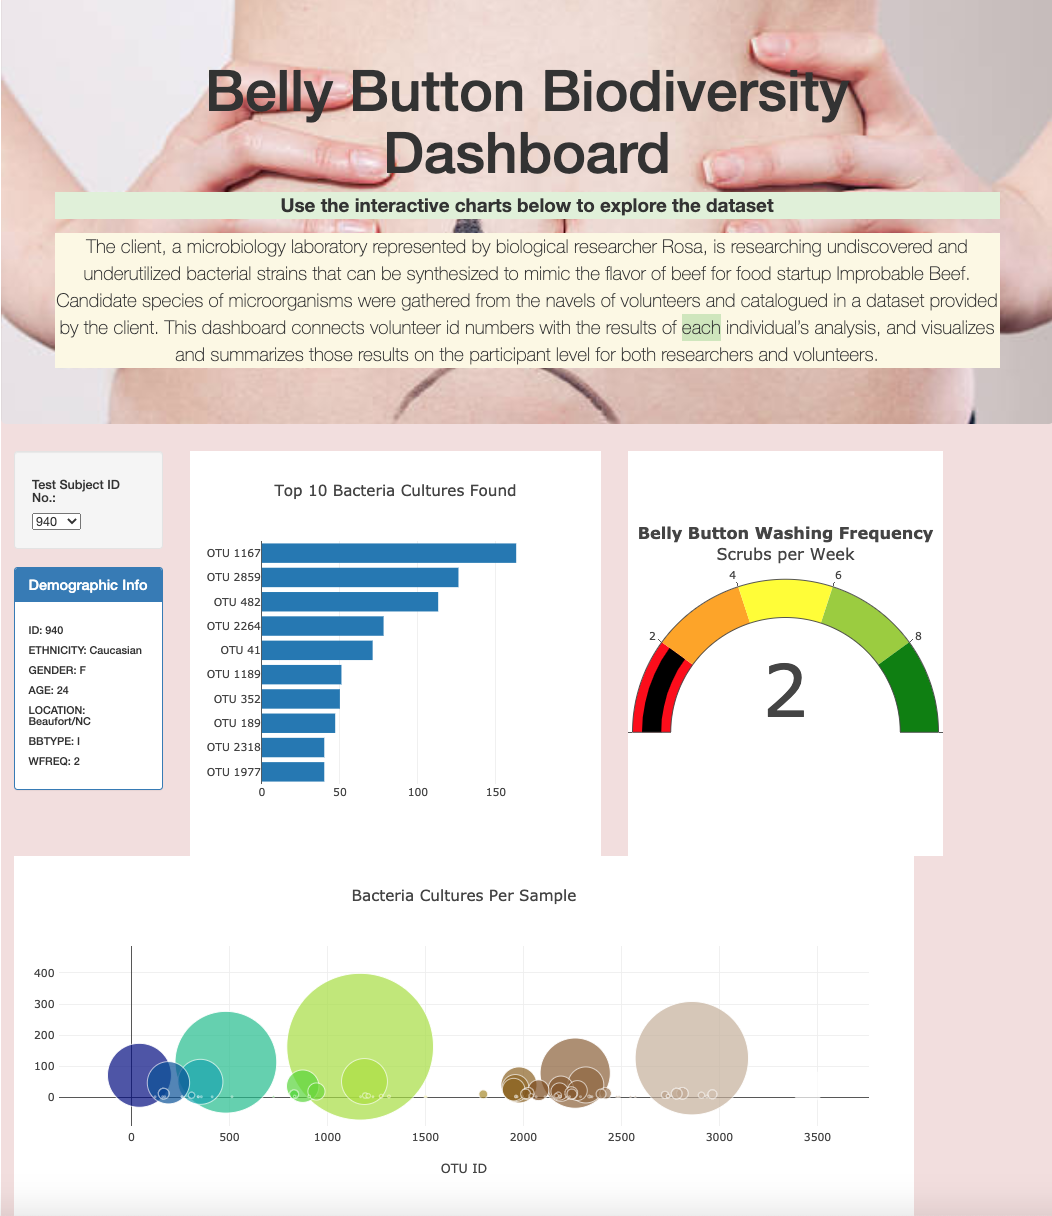 Belly Button Biodiversity
Dashboard
Use the interactive charts below to explore the dataset
The client, a microbiology laboratory represented by biological researcher Rosa, is researching undiscovered and
underutilized bacterial strains that can be synthesized to mimic the flavor of beef for food startup Improbable Beef.
Candidate species of microorganisms were gathered from the navels of volunteers and catalogued in a dataset provided
by the client. This dashboard connects volunteer id numbers with the results of each individual's analysis, and visualizes
and summarizes those results on the participant level for both researchers and volunteers.
Test Subject ID
No.:
940
Demographic Info
ID: 940
ETHNICITY: Caucasian
GENDER: F
AGE: 24
LOCATION:
Beaufort/NC
BBTYPE: I
WFREQ: 2
Top 10 Bacteria Cultures Found
OTU 1167
OTU 2859
OTU 482
OTU 2264
OTU 41
OTU 1189
OTU 352
OTU 189
OTU 2318
OTU 1977
0 50 100 150
Belly Button Washing Frequency
Scrubs per Week
4 6
2 8
2
Bacteria Cultures Per Sample
400
300
200
100
0
0 500 1000 1500 2000 2500 3000 3500
OTU ID